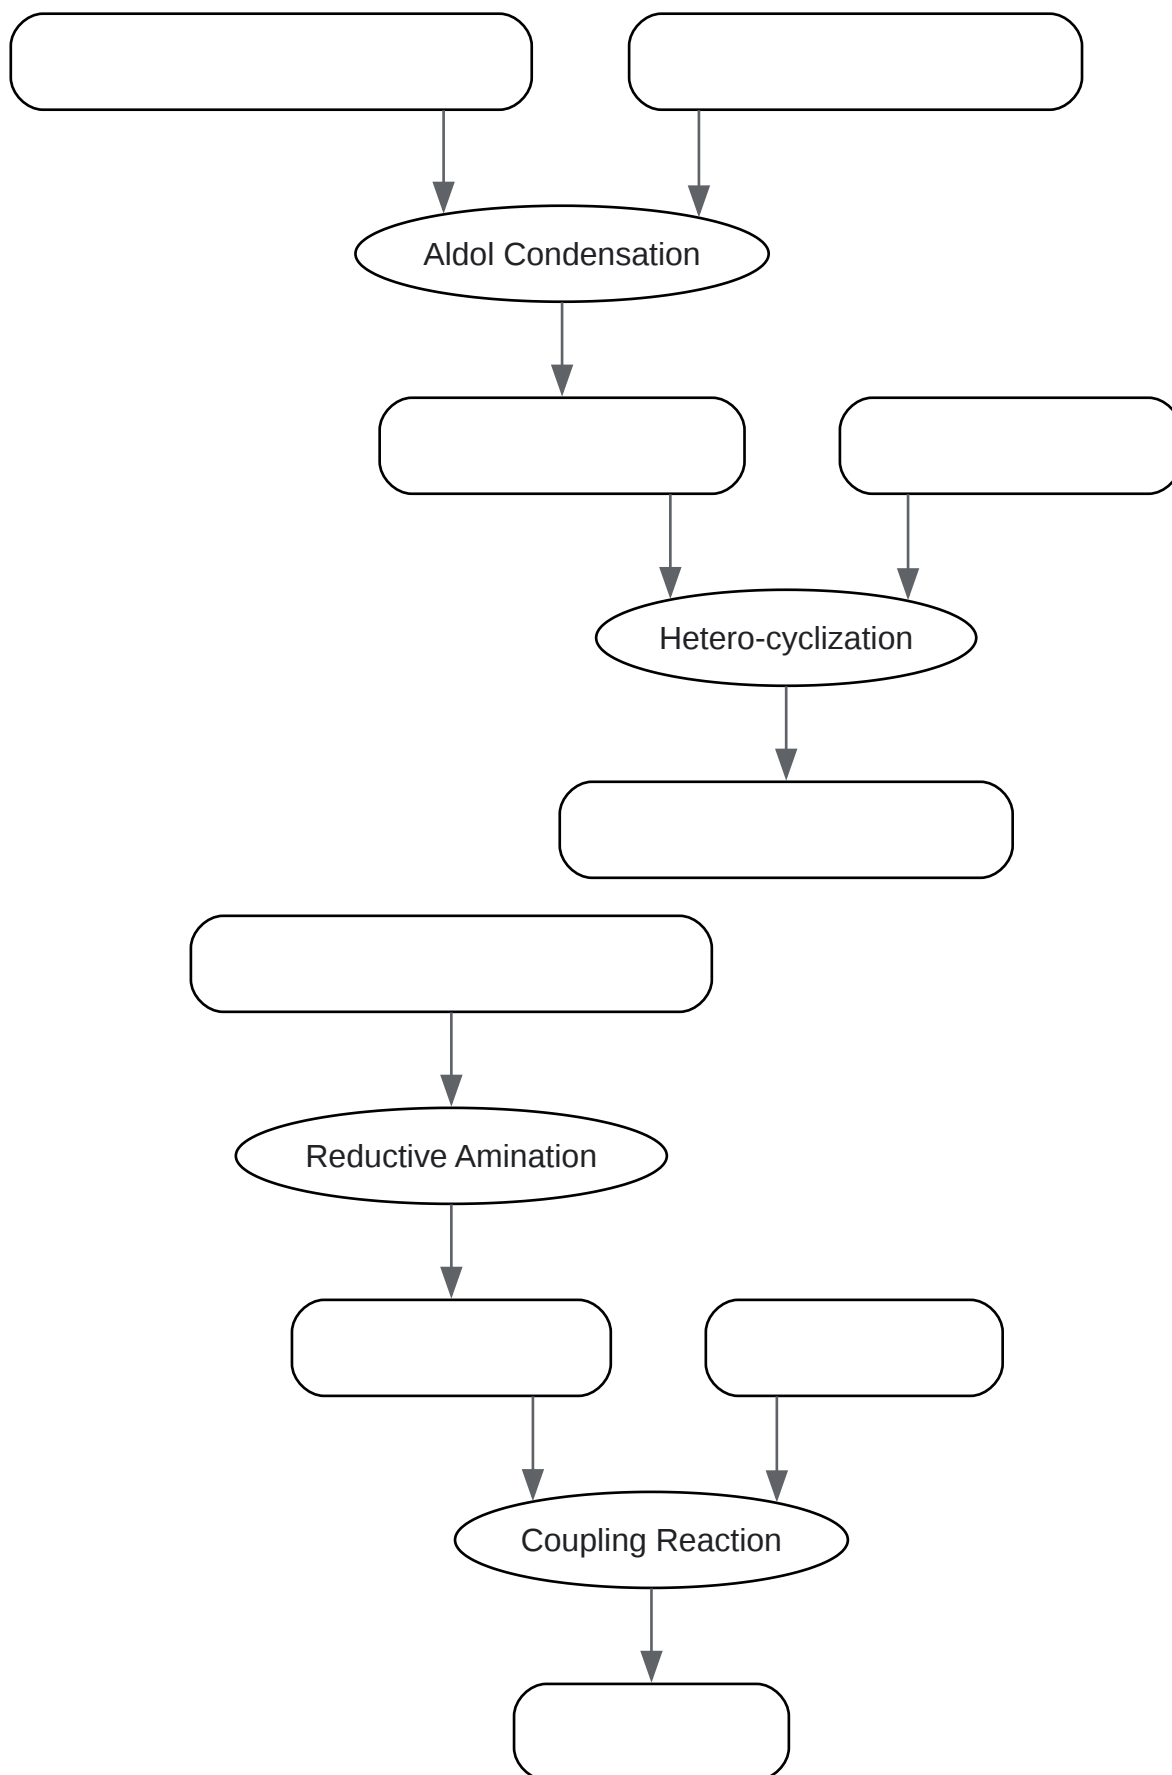 Aldol Condensation
Hetero-cyclization
Reductive Amination
Coupling Reaction